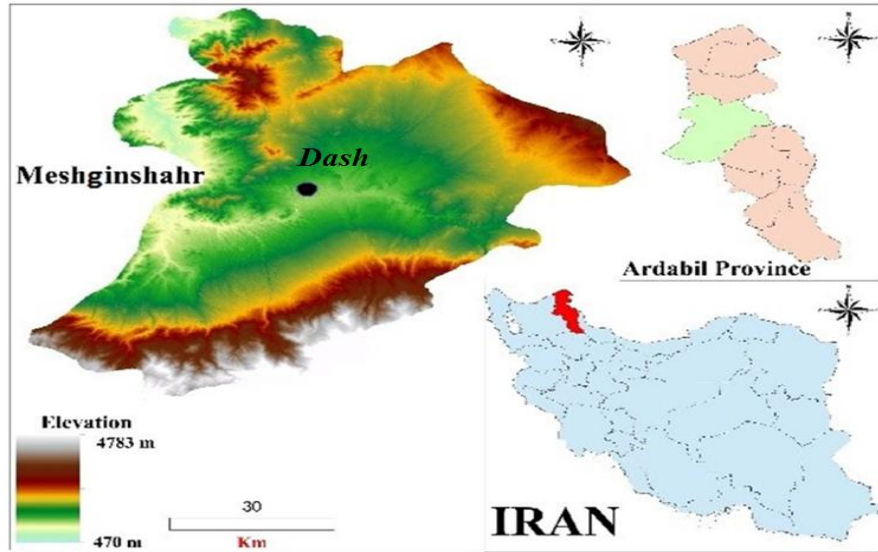 Dash
Meshginshahr
Ardabil Province
Elevation
4783 m
470 m
30
Km
IRAN